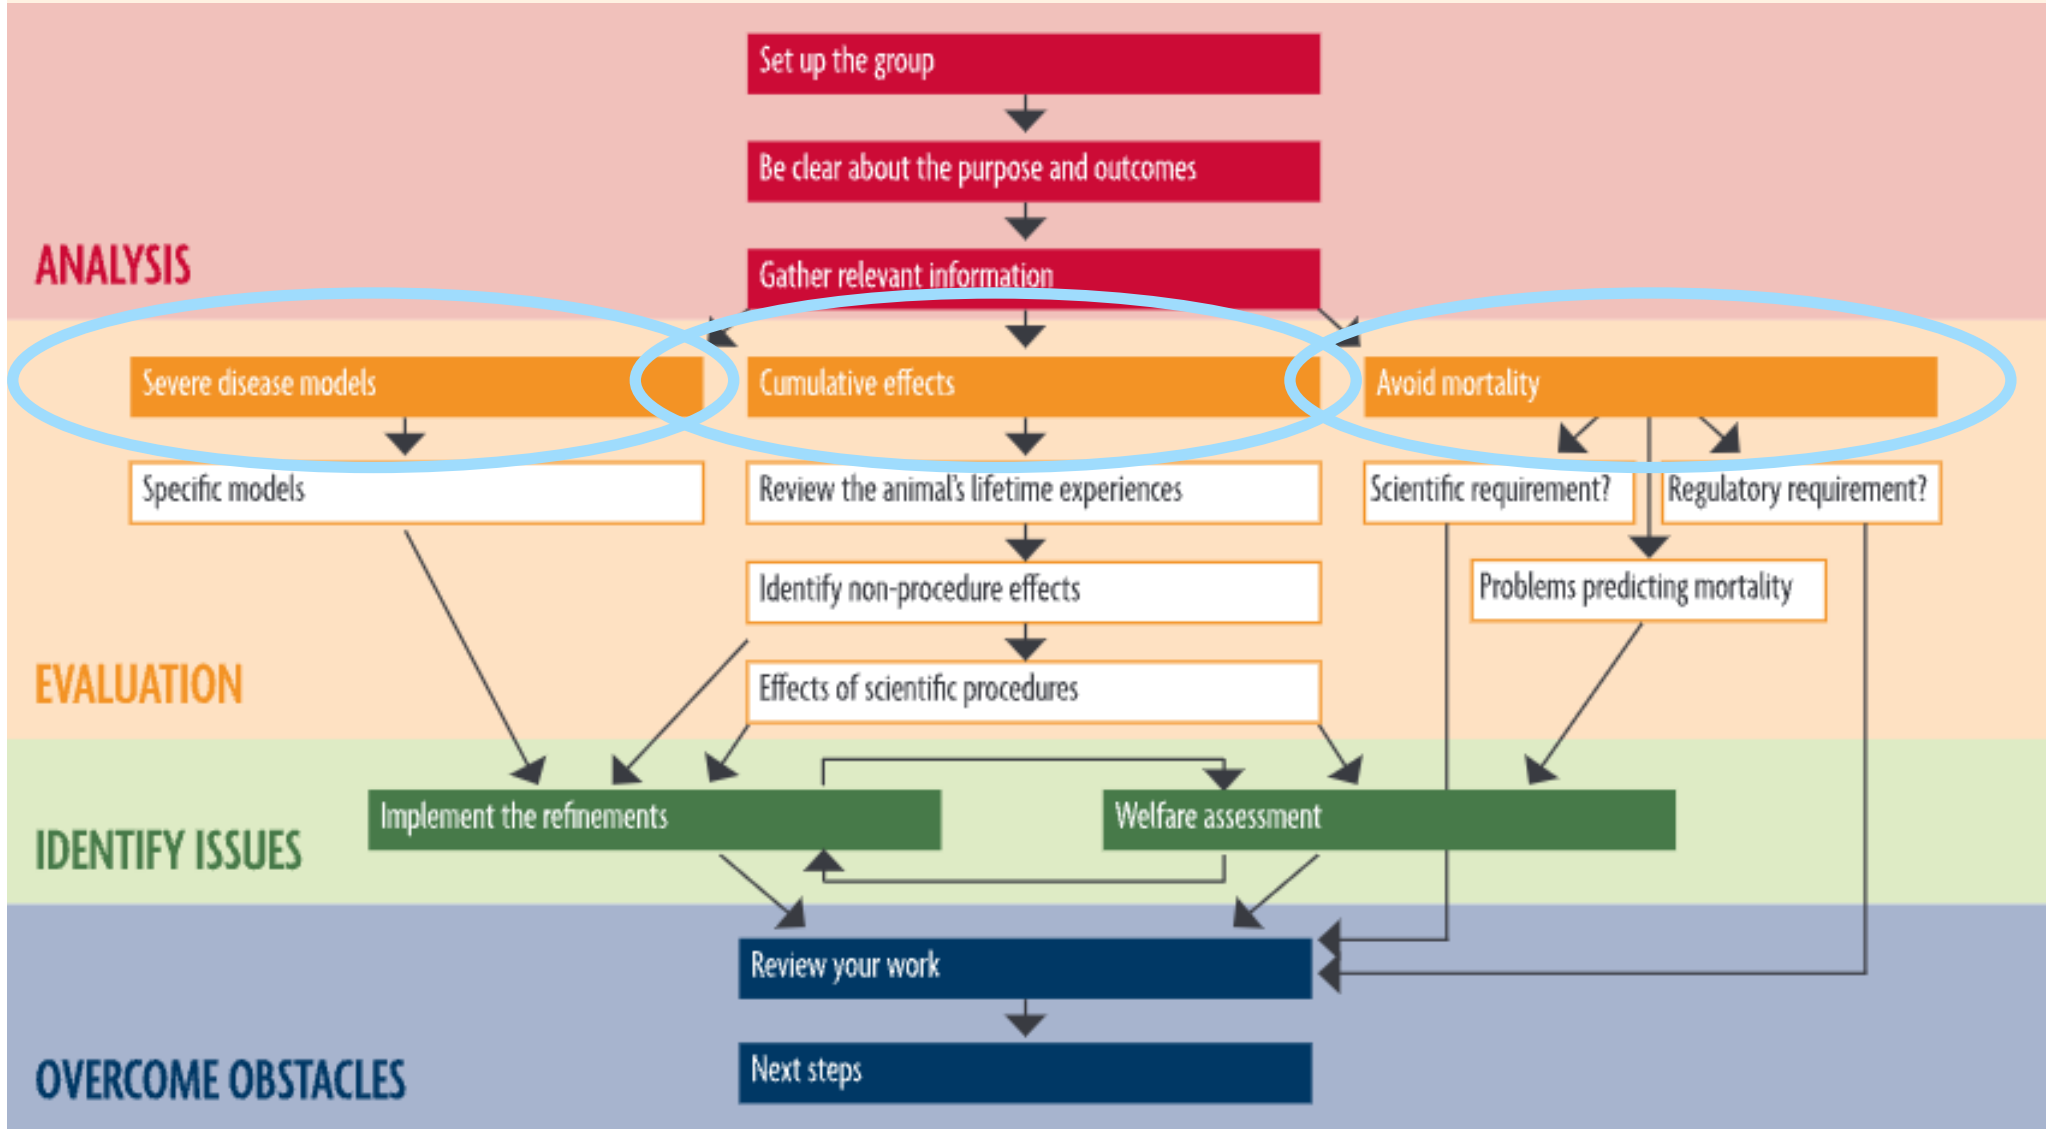 Set up the group
Be clear about the purpose and outcomes
ANALYSIS
Gather relevant information
Severe disease models
Cumulative effects
Avoid mortality
Specific models
Review the animal's lifetime experiences
Scientific requirement?
Regulatory requirement?
Identify non-procedure effects
Problems predicting mortality
EVALUATION
Effects of scientific procedures
IDENTIFY ISSUES
Implement the refinements
Welfare assessment
Review your work
OVERCOME OBSTACLES
Next steps